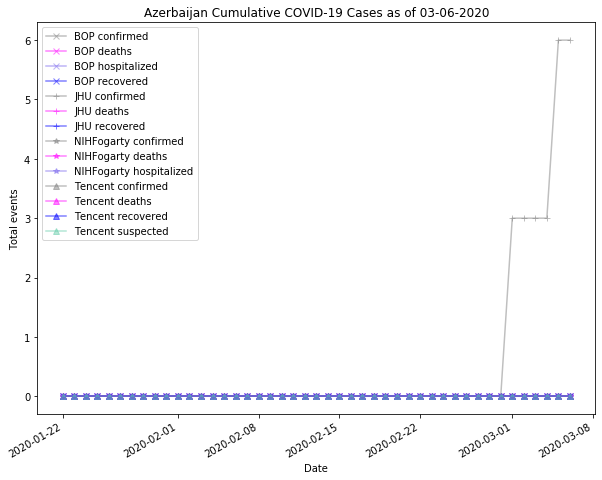 Azerbaijan Cumulative COVID-19 Cases as of 03-06-2020
BOP confirmed
BOP deaths
BOP hospitalized
BOP recovered
JHU confirmed
JHU deaths
JHU recovered
NIHFogarty confirmed
NIHFogarty deaths
NIHFogarty hospitalized
Tencent confirmed
Tencent deaths
Tencent recovered
Tencent suspected
Total events
6
5
4
3
2
1
0
2020-01-22
2020-02-01
2020-02-08
2020-02-15
2020-02-22
2020-03-01
2020-03-08
Date